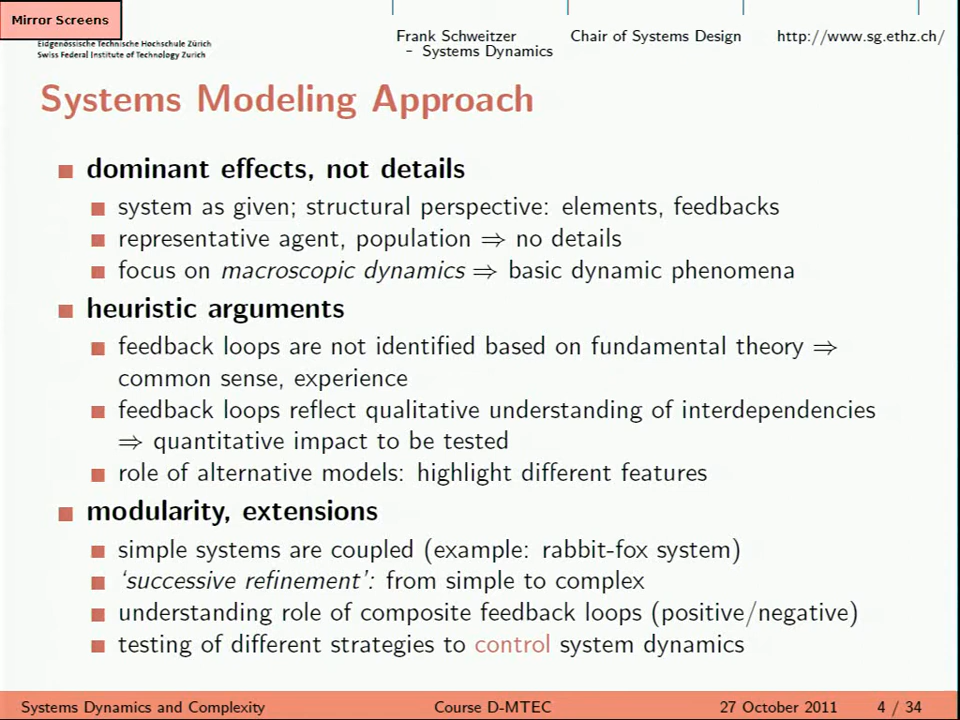 Mirror Screens
Eidgenössische Technische Hochschule Zürich
Swiss Federal Institute of Technology Zurich
Frank Schweitzer
- Systems Dynamics
Chair of Systems Design
http://www.sg.ethz.ch/
Systems Modeling Approach
dominant effects, not details
system as given; structural perspective: elements, feedbacks
representative agent, population ⇒ no details
focus on macroscopic dynamics ⇒ basic dynamic phenomena
heuristic arguments
feedback loops are not identified based on fundamental theory ⇒
common sense, experience
feedback loops reflect qualitative understanding of interdependencies
⇒ quantitative impact to be tested
role of alternative models: highlight different features
modularity, extensions
simple systems are coupled (example: rabbit-fox system)
‘successive refinement’: from simple to complex
understanding role of composite feedback loops (positive/negative)
testing of different strategies to control system dynamics
Systems Dynamics and Complexity
Course D-MTEC
27 October 2011
4 / 34